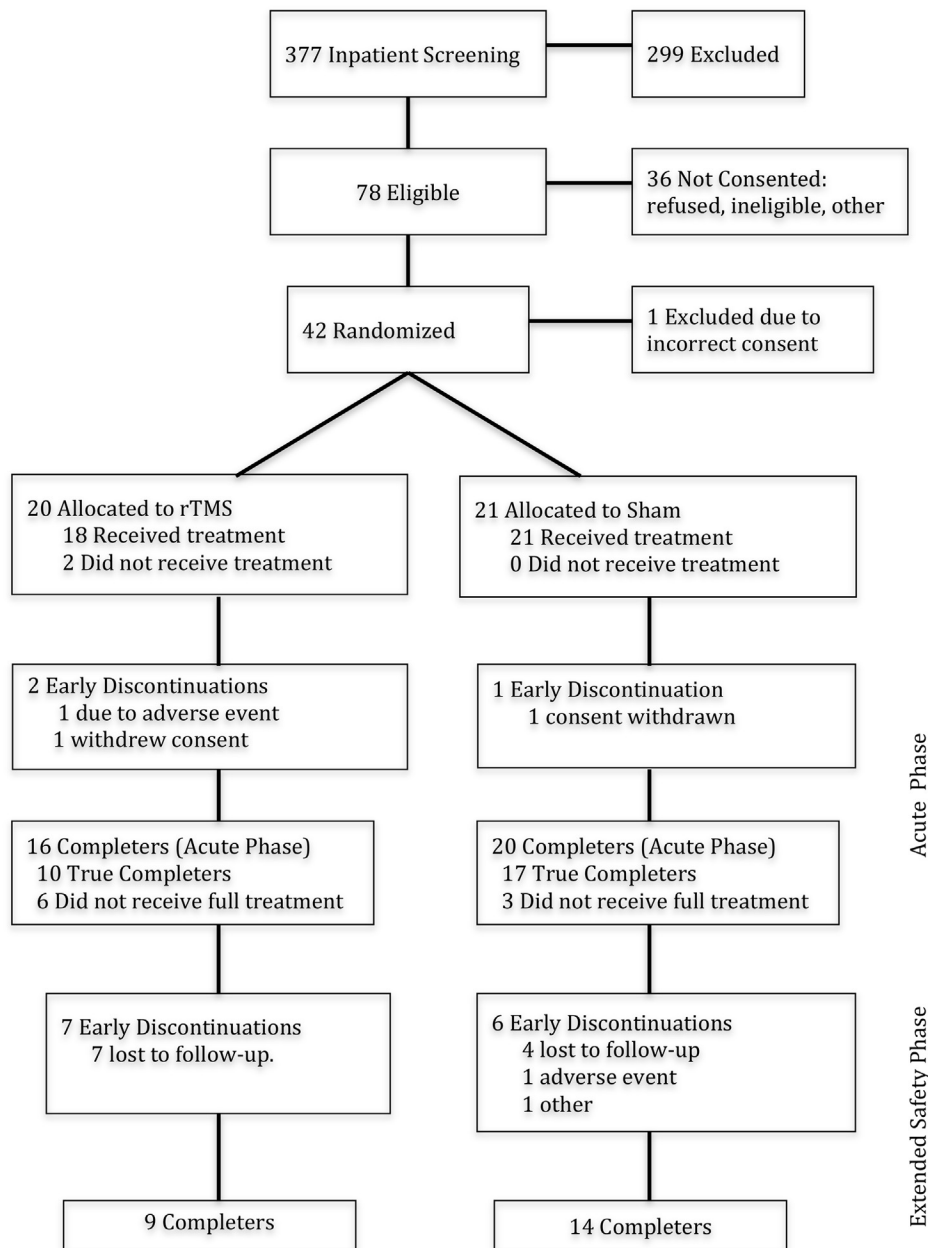 377 Inpatient Screening
299 Excluded
78 Eligible
36 Not Consented:
refused, ineligible, other
42 Randomized
1 Excluded due to
incorrect consent
20 Allocated to rTMS
18 Received treatment
2 Did not receive treatment
21 Allocated to Sham
21 Received treatment
0 Did not receive treatment
2 Early Discontinuations
1 due to adverse event
1 withdrew consent
1 Early Discontinuation
1 consent withdrawn
Acute Phase
16 Completers (Acute Phase)
10 True Completers
6 Did not receive full treatment
20 Completers (Acute Phase)
17 True Completers
3 Did not receive full treatment
7 Early Discontinuations
7 lost to follow-up.
6 Early Discontinuations
4 lost to follow-up
1 adverse event
1 other
Extended Safety Phase
9 Completers
14 Completers